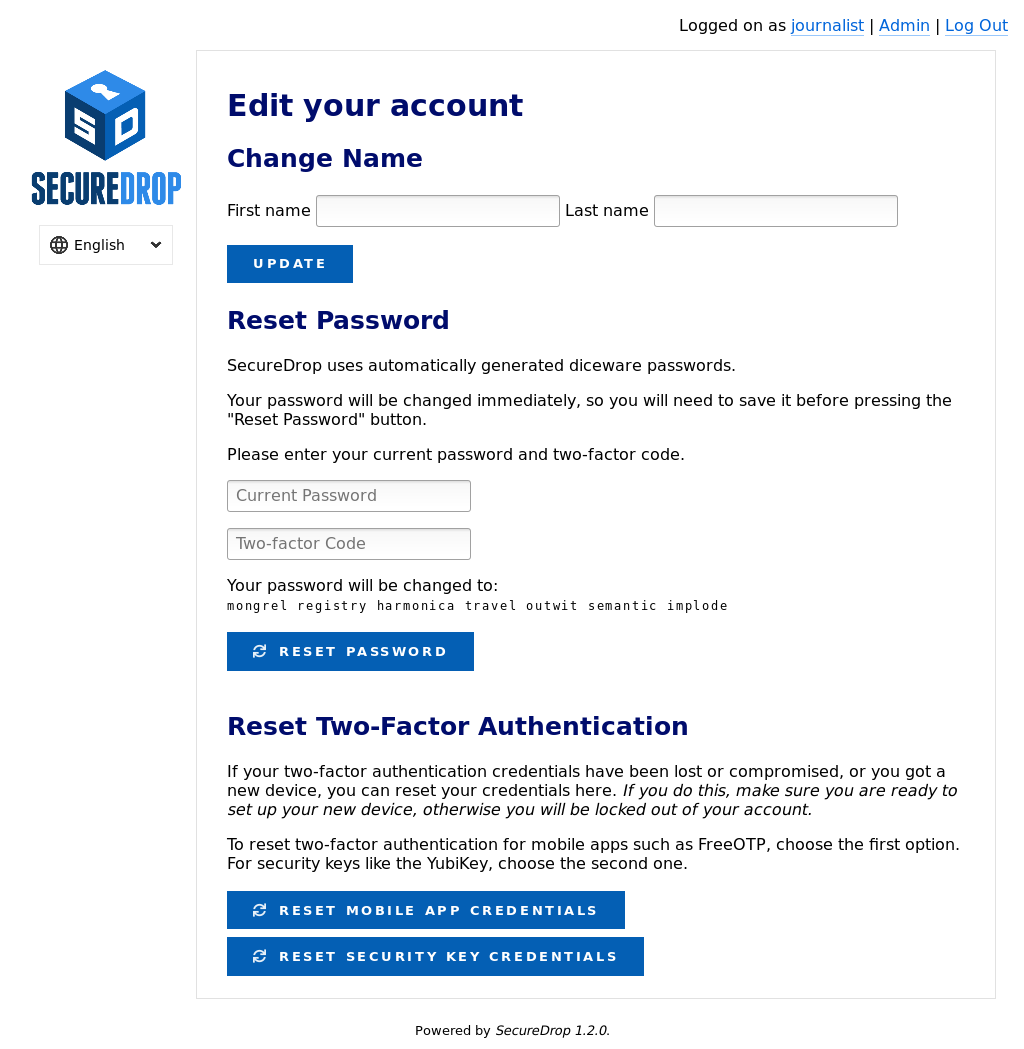 Logged on as journalist | Admin | Log Out
SD
SECUREDROP
English
Edit your account
Change Name
First name Last name
UPDATE
Reset Password
SecureDrop uses automatically generated diceware passwords.
Your password will be changed immediately, so you will need to save it before pressing the
"Reset Password" button.
Please enter your current password and two-factor code.
Current Password
Two-factor Code
Your password will be changed to:
mongrel registry harmonica travel outwit semantic implode
RESET PASSWORD
Reset Two-Factor Authentication
If your two-factor authentication credentials have been lost or compromised, or you got a
new device, you can reset your credentials here. If you do this, make sure you are ready to
set up your new device, otherwise you will be locked out of your account.
To reset two-factor authentication for mobile apps such as FreeOTP, choose the first option.
For security keys like the YubiKey, choose the second one.
RESET MOBILE APP CREDENTIALS
RESET SECURITY KEY CREDENTIALS
Powered by SecureDrop 1.2.0.